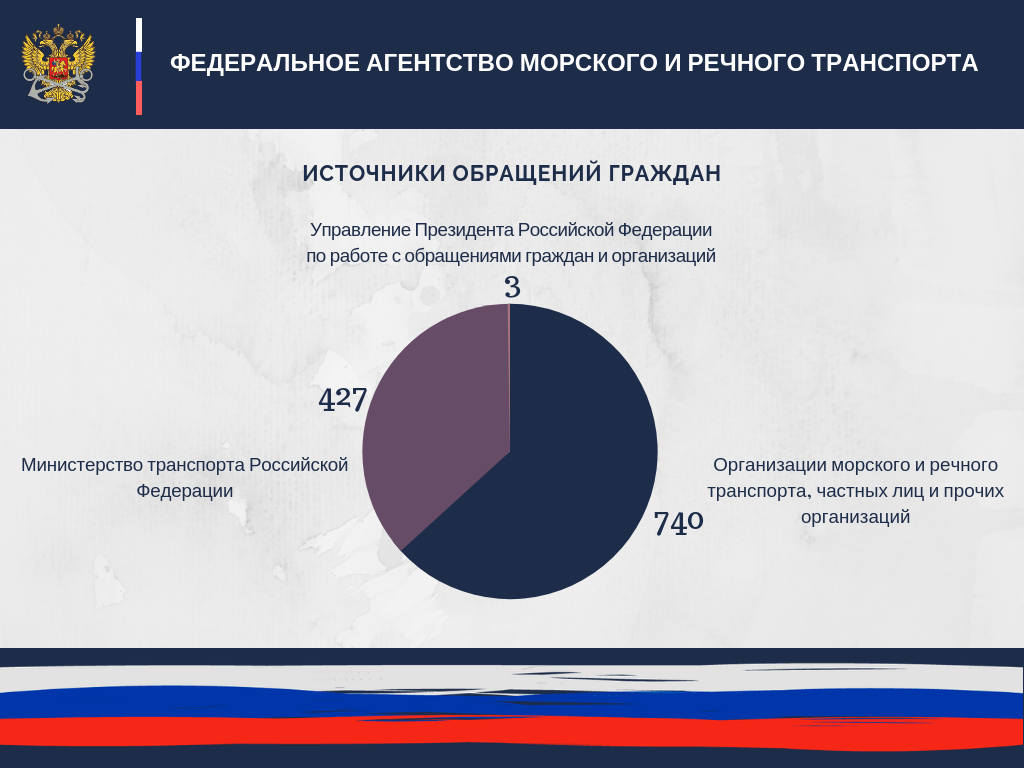 ФЕДЕРАЛЬНОЕ АГЕНТСТВО МОРСКОГО И РЕЧНОГО ТРАНСПОРТА
ИСТОЧНИКИ ОБРАЩЕНИЙ ГРАЖДАН
Управление Президента Российской Федерации
по работе с обращениями граждан и организаций
3
427
Министерство транспорта Российской
Федерации
Организации морского и речного
транспорта, частных лиц и прочих
организаций
740